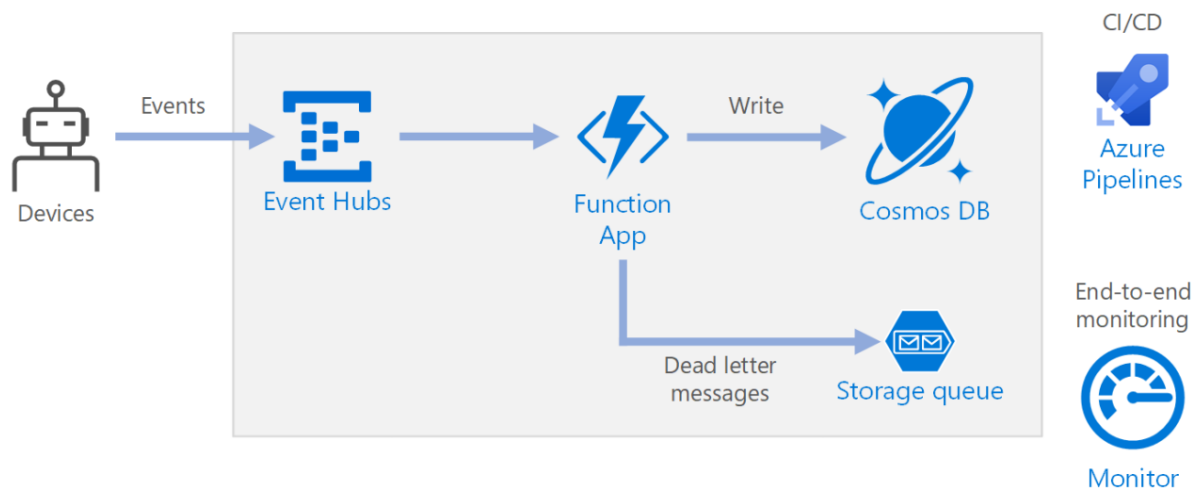 CI/CD
Events
Write
Azure
Pipelines
Devices
Event Hubs
Function
App
Cosmos DB
End-to-end
monitoring
Dead letter
messages
Storage queue
Monitor